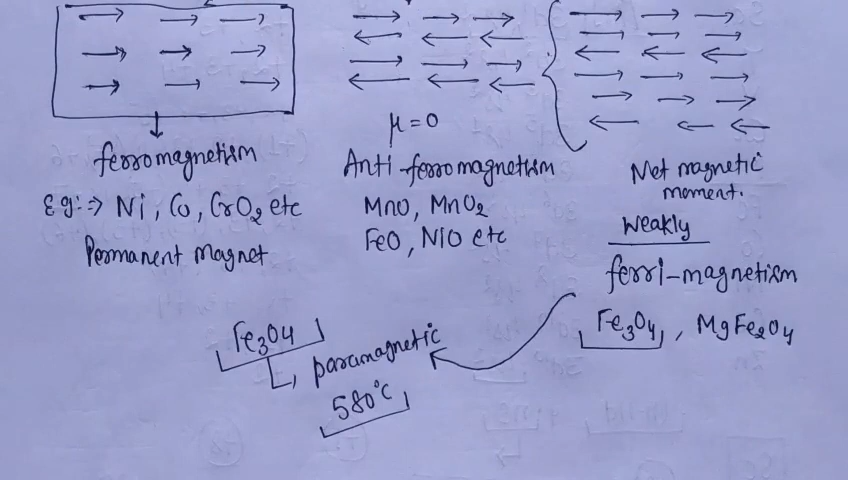 ferromagnetism
Eg:→ Ni, Co, CrO2 etc
Permanent Magnet
μ = 0
Anti-ferromagnetism
MnO, MnO2
FeO, NiO etc
Net magnetic
moment.
Weakly
ferri-magnetism
Fe3O4, MgFe2O4
Fe3O4
paramagnetic
580°C